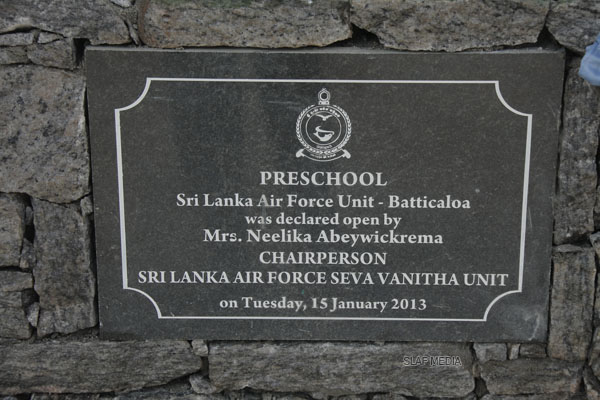 PRESCHOOL
Sri Lanka Air Force Unit - Batticaloa
was declared open by
Mrs. Neelika Abeywickrema
CHAIRPERSON
SRI LANKA AIR FORCE SEVA VANITHA UNIT
on Tuesday, 15 January 2013
SLAF MEDIA